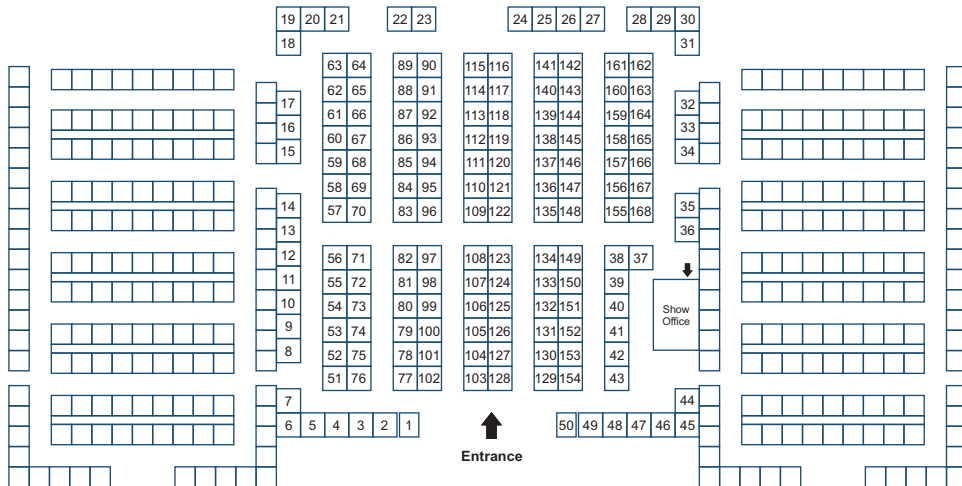 19 20 21 22 23 24 25 26 27 28 29 30
18 31
63 64 89 90 115 116 141 142 161 162
62 65 88 91 114 117 140 143 160 163
17 61 66 87 92 113 118 139 144 159 164 32
16 60 67 86 93 112 119 138 145 158 165 33
15 59 68 85 94 111 120 137 146 157 166 34
58 69 84 95 110 121 136 147 156 167
14 57 70 83 96 109 122 135 148 155 168 35
13 36
12 56 71 82 97 108 123 134 149 38 37
11 55 72 81 98 107 124 133 150 39
10 54 73 80 99 106 125 132 151 40
Show
Office
9 53 74 79 100 105 126 131 152 41
8 52 75 78 101 104 127 130 153 42
51 76 77 102 103 128 129 154 43
7 44
6 5 4 3 2 1 50 49 48 47 46 45
Entrance